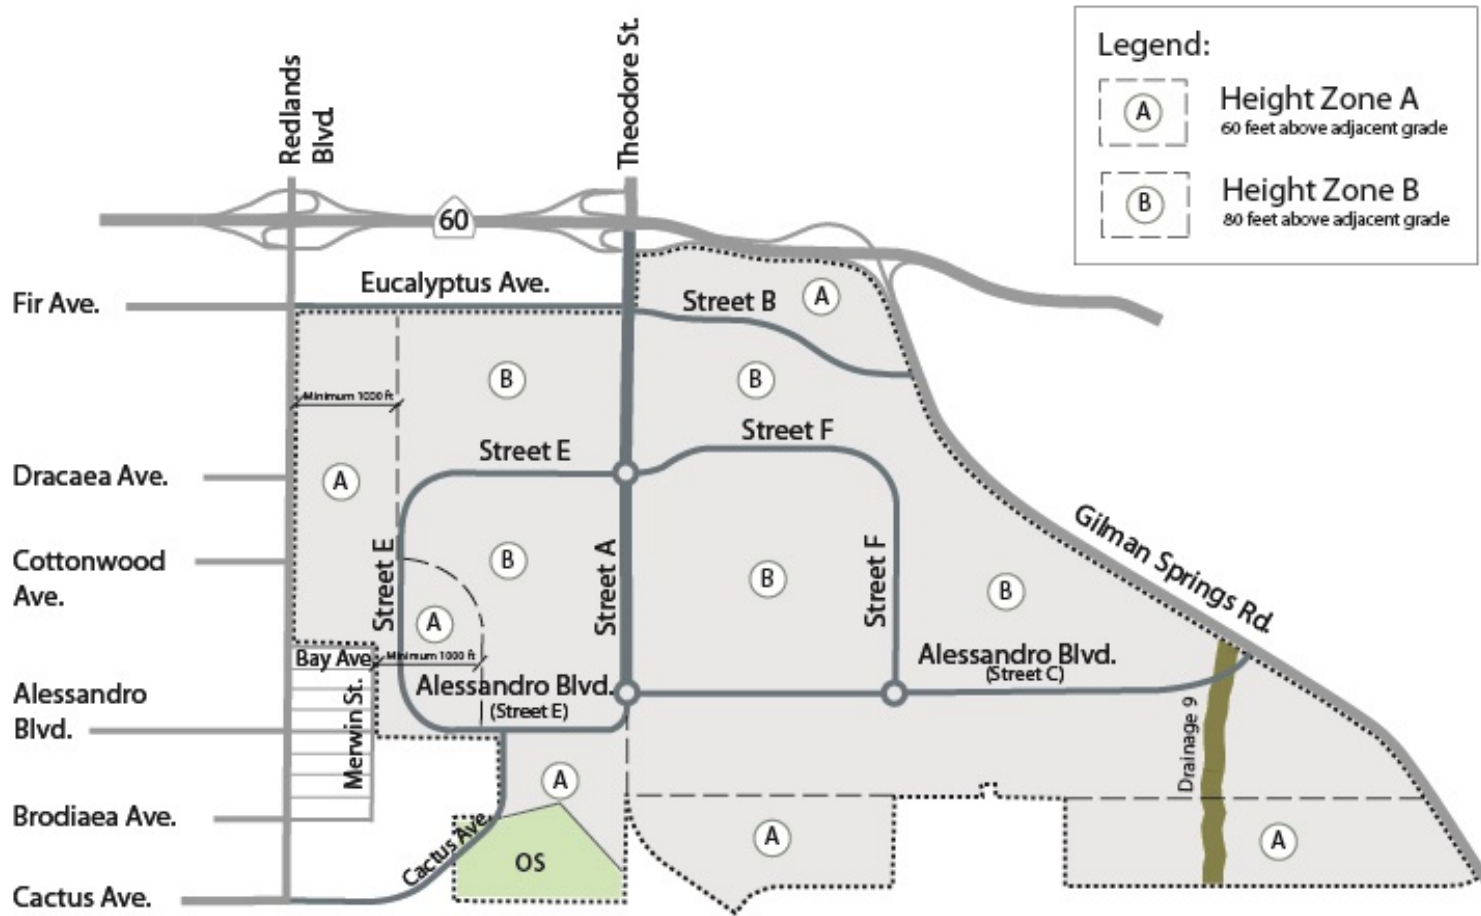 Redlands
Blvd.
Theodore St.
Legend:
A
Height Zone A
60 feet above adjacent grade
B
Height Zone B
80 feet above adjacent grade
60
Eucalyptus Ave.
Fir Ave.
Street B
A
B
B
Minimum 1000 ft
Street E
Street F
Dracaea Ave.
A
Gilman Springs Rd.
Cottonwood
Ave.
Street E
B
Street A
B
Street F
B
A
Bay Ave
Minimum 1000 ft
Alessandro Blvd.
(Street E)
Alessandro Blvd.
(Street C)
Alessandro
Blvd.
Merwin St.
Drainage 9
A
Brodiaea Ave.
Cactus Ave.
OS
A
A
Cactus Ave.